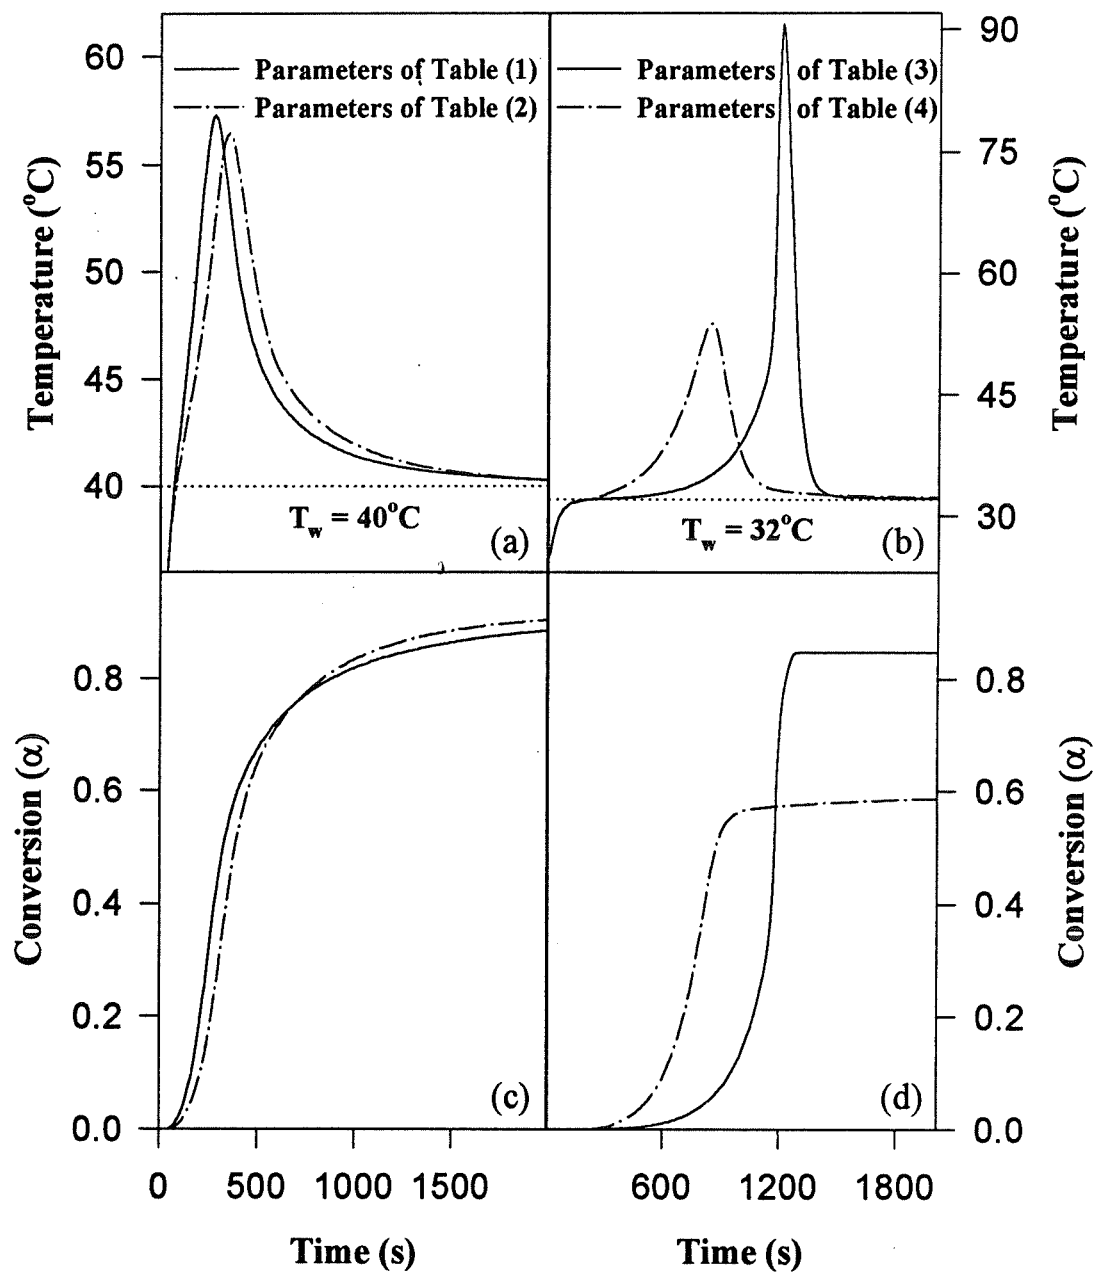 60
55
50
45
40
Temperature (°C)
Parameters of Table (1)
Parameters of Table (2)
T_w = 40°C
(a)
Parameters of Table (3)
Parameters of Table (4)
T_w = 32°C
(b)
90
75
60
45
30
Temperature (°C)
0.8
0.6
0.4
0.2
0.0
Conversion (α)
(c)
(d)
0.8
0.6
0.4
0.2
0.0
Conversion (α)
0 500 1000 1500
600 1200 1800
Time (s)
Time (s)